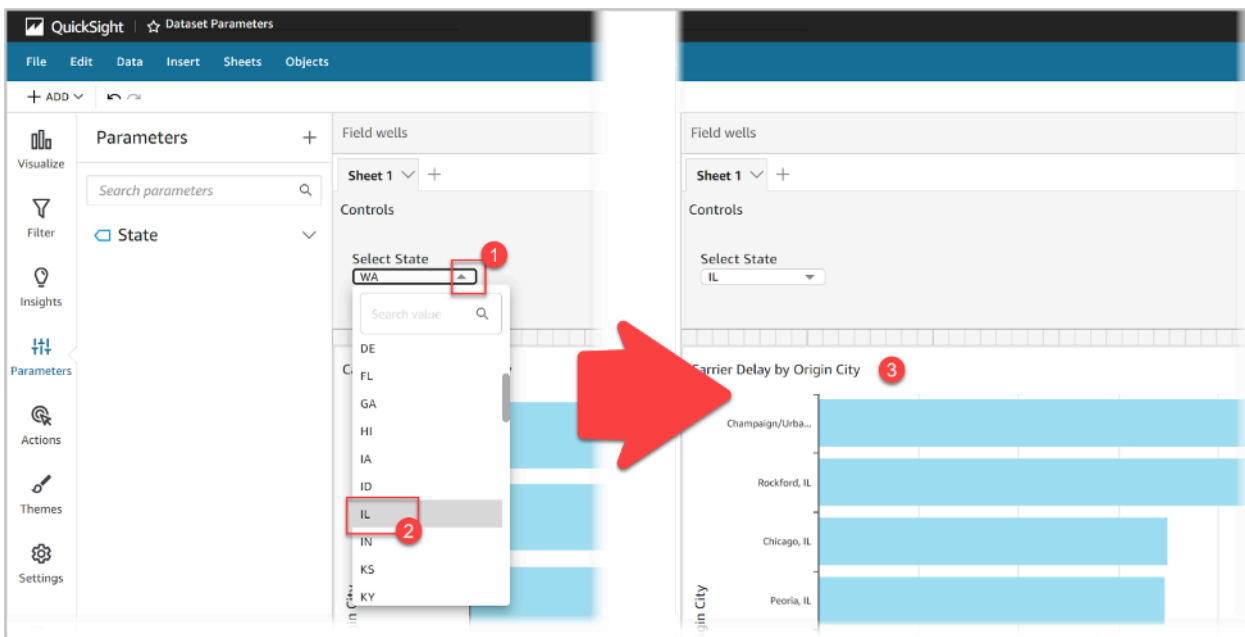 QuickSight ☆ Dataset Parameters
File Edit Data Insert Sheets Objects
+ ADD
Visualize
Filter
Insights
Parameters
Actions
Themes
Settings
Parameters +
Search parameters
State
Field wells
Sheet 1 +
Controls
Select State
WA
1
Search value
DE
FL
GA
HI
IA
ID
IL
2
IN
KS
KY
Field wells
Sheet 1 +
Controls
Select State
IL
Carrier Delay by Origin City
3
Champaign/Urba...
Rockford, IL
Chicago, IL
Peoria, IL
gin City